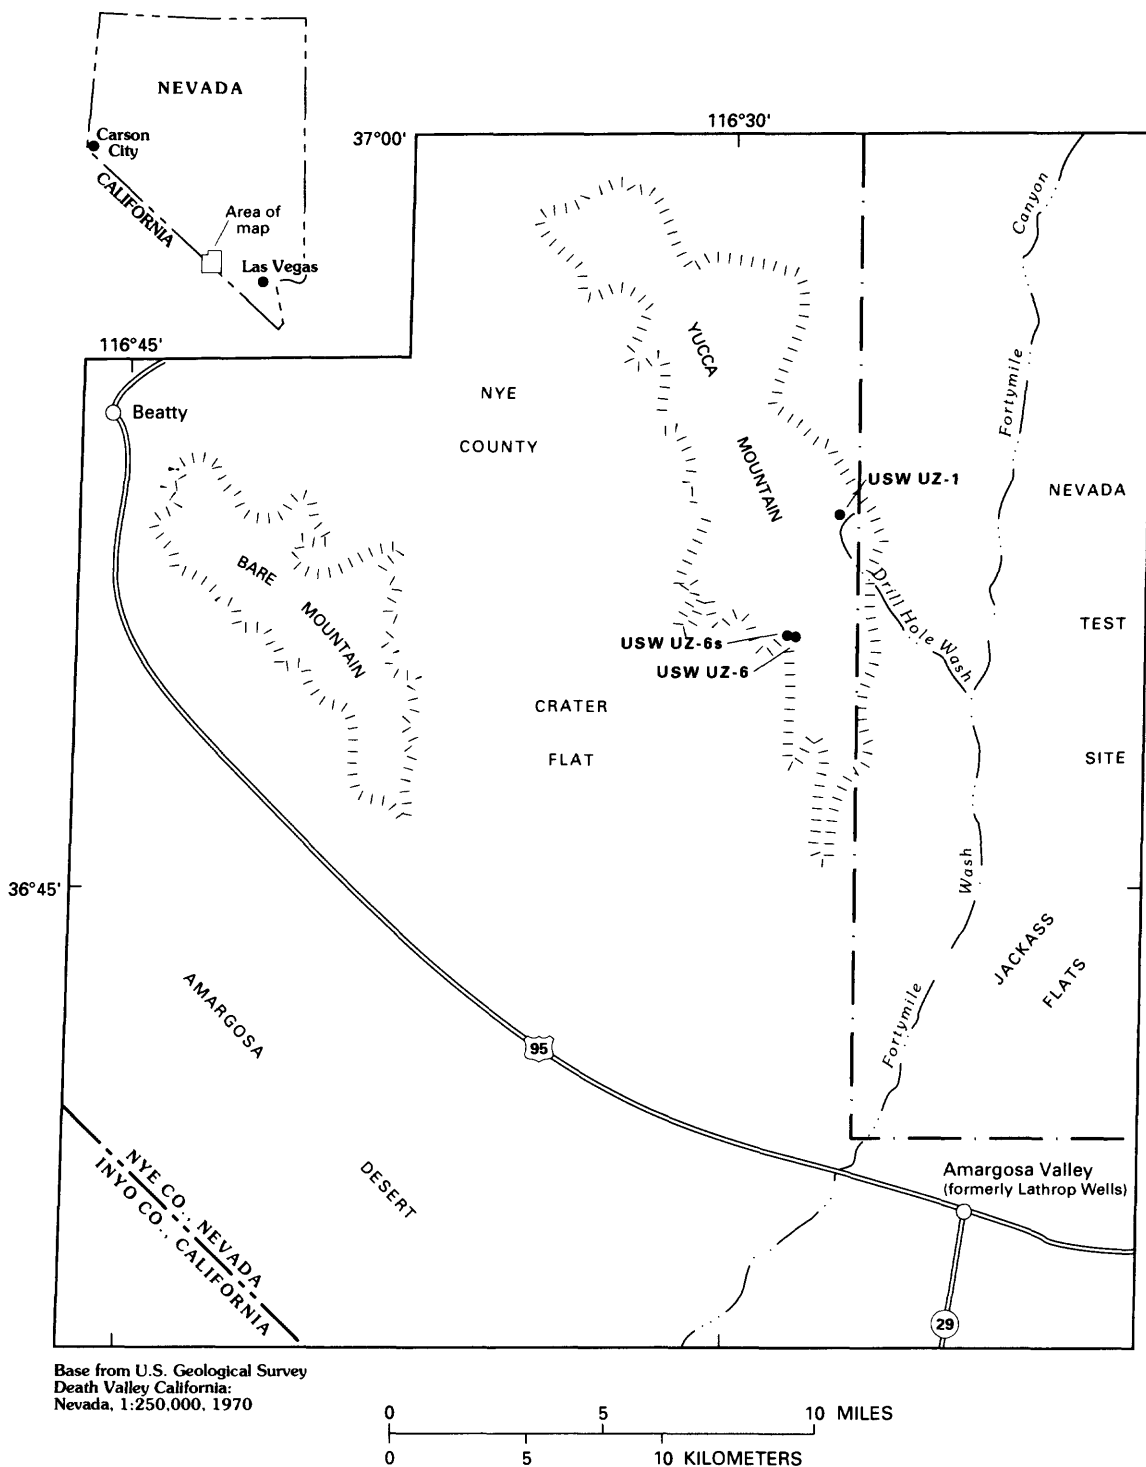 NEVADA
Carson
City
CALIFORNIA
Area of
map
Las Vegas
116°30'
37°00'
116°45'
Canyon
Fortymile
YUCCA
MOUNTAIN
NYE
COUNTY
Beatty
USW UZ-1
NEVADA
TEST
SITE
BARE
MOUNTAIN
Drill Hole Wash
USW UZ-6s
USW UZ-6
CRATER
FLAT
36°45'
Wash
Fortymile
JACKASS
FLATS
AMARGOSA
DESERT
95
NYE CO., NEVADA
INYO CO., CALIFORNIA
Amargosa Valley
(formerly Lathrop Wells)
29
Base from U.S. Geological Survey
Death Valley California:
Nevada, 1:250,000, 1970
0 5 10 MILES
0 5 10 KILOMETERS